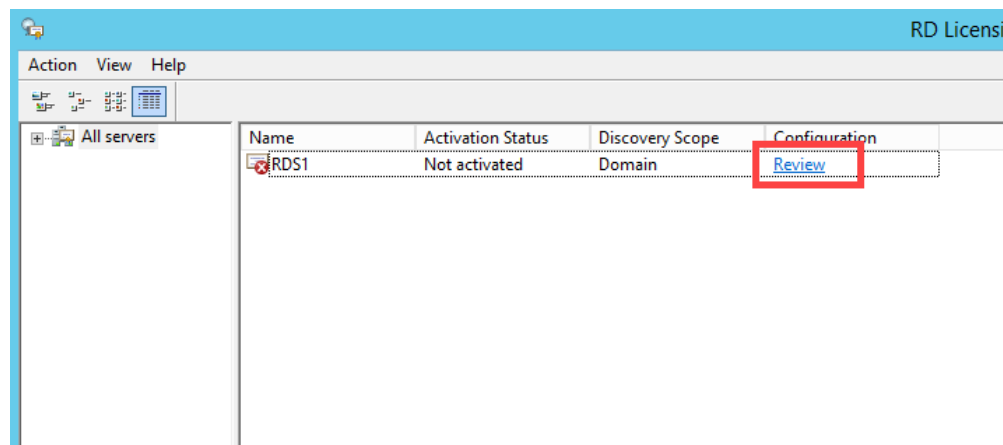 RD Licensi
Action View Help
All servers
Name Activation Status Discovery Scope Configuration
RDS1 Not activated Domain Review